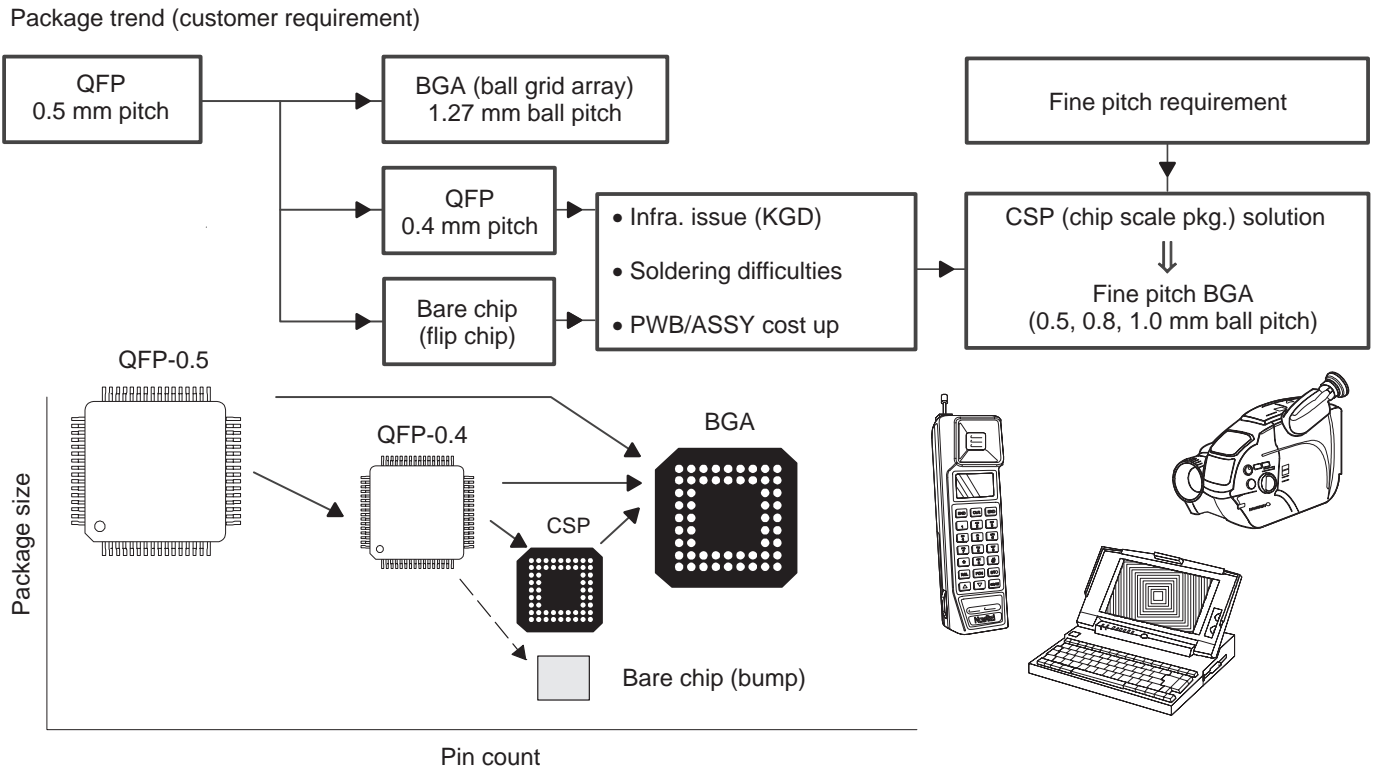 Package trend (customer requirement)
QFP
0.5 mm pitch
BGA (ball grid array)
1.27 mm ball pitch
Fine pitch requirement
QFP
0.4 mm pitch
• Infra. issue (KGD)
• Soldering difficulties
• PWB/ASSY cost up
CSP (chip scale pkg.) solution
⇓
Fine pitch BGA
(0.5, 0.8, 1.0 mm ball pitch)
Bare chip
(flip chip)
QFP-0.5
QFP-0.4
BGA
CSP
Bare chip (bump)
Package size
Pin count